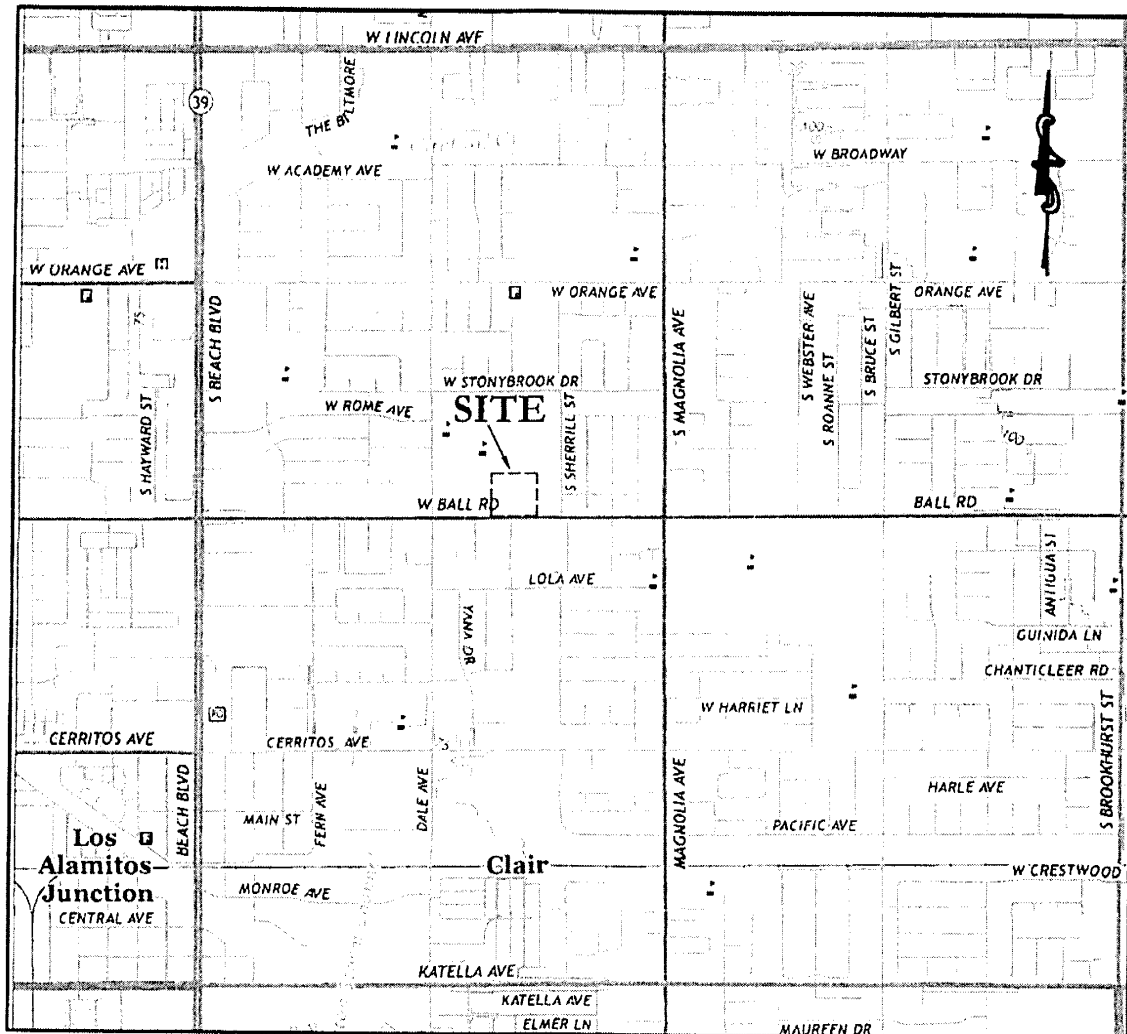 W LINCOLN AVE
39
THE BILTMORE
W ACADEMY AVE
W BROADWAY
100
W ORANGE AVE
W ORANGE AVE
ORANGE AVE
75
S HAYWARD ST
S BEACH BLVD
S MAGNOLIA AVE
S WEBSTER AVE
S ROANNE ST
S BRUCE ST
S GILBERT ST
W STONYBROOK DR
STONYBROOK DR
W ROME AVE
SITE
S SHERRILL ST
100
W BALL RD
BALL RD
LOLA AVE
YANA DR
ANTIGUA ST
GUINIDA LN
CHANTICLEER RD
W HARRIET LN
CERRITOS AVE
CERRITOS AVE
BEACH BLVD
MAIN ST
FERN AVE
DALE AVE
MAGNOLIA AVE
HARLE AVE
S BROOKHURST ST
PACIFIC AVE
Los
Alamitos
Junction
Clair
W CRESTWOOD
MONROE AVE
CENTRAL AVE
KATELLA AVE
KATELLA AVE
ELMER LN
MAUREEN DR